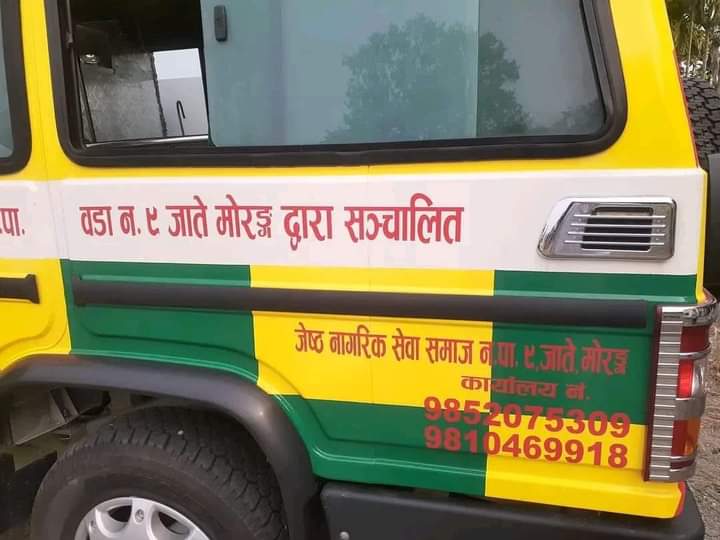 .पा. वडा न. ९ जाते मोरङ्ग द्वारा सञ्चालित
जेष्ठ नागरिक सेवा समाज न.पा. ९,जाते, मोरङ्ग
कार्यालय नं.
9852075309
9810469918